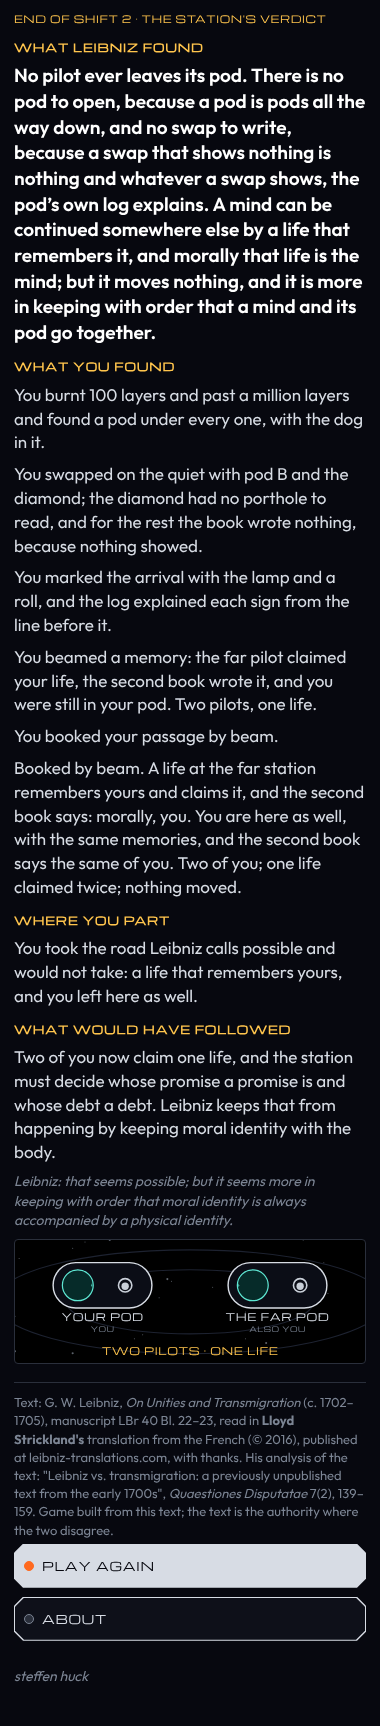 END OF SHIFT 2 · THE STATION'S VERDICT
WHAT LEIBNIZ FOUND
No pilot ever leaves its pod. There is no
pod to open, because a pod is pods all the
way down, and no swap to write,
because a swap that shows nothing is
nothing and whatever a swap shows, the
pod's own log explains. A mind can be
continued somewhere else by a life that
remembers it, and morally that life is the
mind; but it moves nothing, and it is more
in keeping with order that a mind and its
pod go together.
WHAT YOU FOUND
You burnt 100 layers and past a million layers
and found a pod under every one, with the dog
in it.
You swapped on the quiet with pod B and the
diamond; the diamond had no porthole to
read, and for the rest the book wrote nothing,
because nothing showed.
You marked the arrival with the lamp and a
roll, and the log explained each sign from the
line before it.
You beamed a memory: the far pilot claimed
your life, the second book wrote it, and you
were still in your pod. Two pilots, one life.
You booked your passage by beam.
Booked by beam. A life at the far station
remembers yours and claims it, and the second
book says: morally, you. You are here as well,
with the same memories, and the second book
says the same of you. Two of you; one life
claimed twice; nothing moved.
WHERE YOU PART
You took the road Leibniz calls possible and
would not take: a life that remembers yours,
and you left here as well.
WHAT WOULD HAVE FOLLOWED
Two of you now claim one life, and the station
must decide whose promise a promise is and
whose debt a debt. Leibniz keeps that from
happening by keeping moral identity with the
body.
Leibniz: that seems possible; but it seems more in
keeping with order that moral identity is always
accompanied by a physical identity.
YOUR POD THE FAR POD
YOU ALSO YOU
TWO PILOTS · ONE LIFE
Text: G. W. Leibniz, On Unities and Transmigration (c. 1702–
1705), manuscript LBr 40 Bl. 22–23, read in Lloyd
Strickland's translation from the French (© 2016), published
at leibniz-translations.com, with thanks. His analysis of the
text: "Leibniz vs. transmigration: a previously unpublished
text from the early 1700s", Quaestiones Disputatae 7(2), 139–
159. Game built from this text; the text is the authority where
the two disagree.
PLAY AGAIN
ABOUT
steffen huck